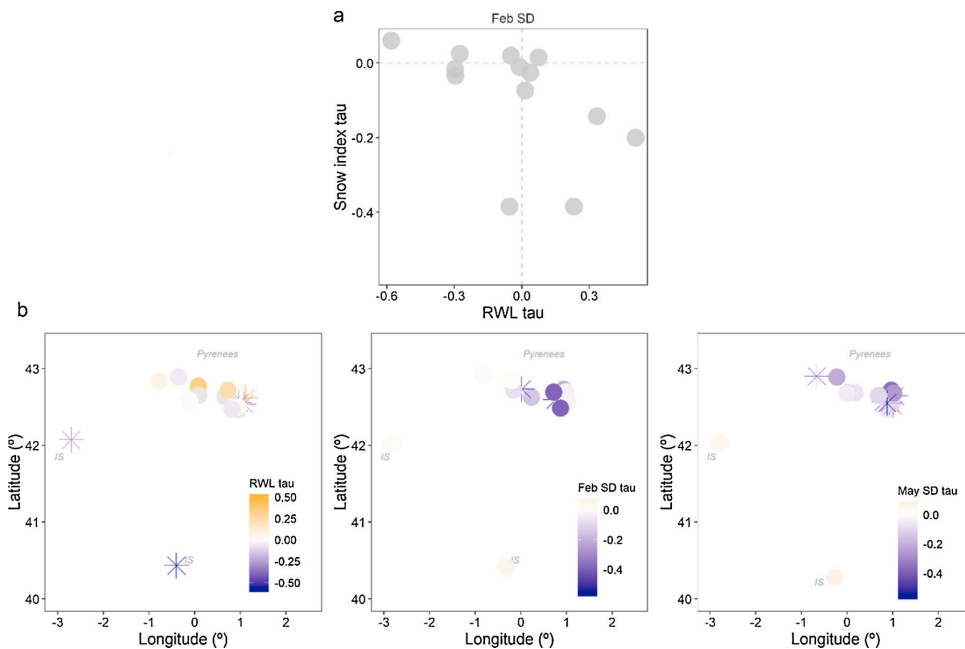 a
Feb SD
Snow index tau
0.0
-0.2
-0.4
-0.6 -0.3 0.0 0.3
RWL tau
b
Latitude (º)
43
42
41
40
Pyrenees
IS
IS
RWL tau
0.50
0.25
0.00
-0.25
-0.50
-3 -2 -1 0 1 2
Longitude (º)
Latitude (º)
43
42
41
40
Pyrenees
IS
IS
Feb SD tau
0.0
-0.2
-0.4
-3 -2 -1 0 1 2
Longitude (º)
Latitude (º)
43
42
41
40
Pyrenees
IS
IS
May SD tau
0.0
-0.2
-0.4
-3 -2 -1 0 1 2
Longitude (º)